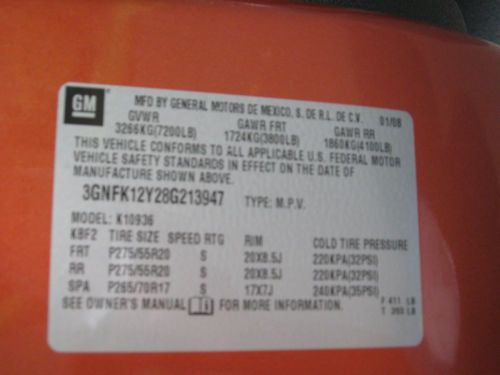 GM
MFD BY GENERAL MOTORS DE MEXICO, S. DE R.L. DE C.V. 01/08
GVWR GAWR FRT GAWR RR
3266KG(7200LB) 1724KG(3800LB) 1860KG(4100LB)
THIS VEHICLE CONFORMS TO ALL APPLICABLE U.S. FEDERAL MOTOR
VEHICLE SAFETY STANDARDS IN EFFECT ON THE DATE OF
MANUFACTURE SHOWN ABOVE.
3GNFK12Y28G213947 TYPE: M.P.V.
MODEL: K10936
KBF2 TIRE SIZE SPEED RTG RIM COLD TIRE PRESSURE
FRT P275/55R20 S 20X8.5J 220KPA(32PSI)
RR P275/55R20 S 20X8.5J 220KPA(32PSI)
SPA P265/70R17 S 17X7J 240KPA(35PSI)
SEE OWNER'S MANUAL FOR MORE INFORMATION. F 411 LB
T LB